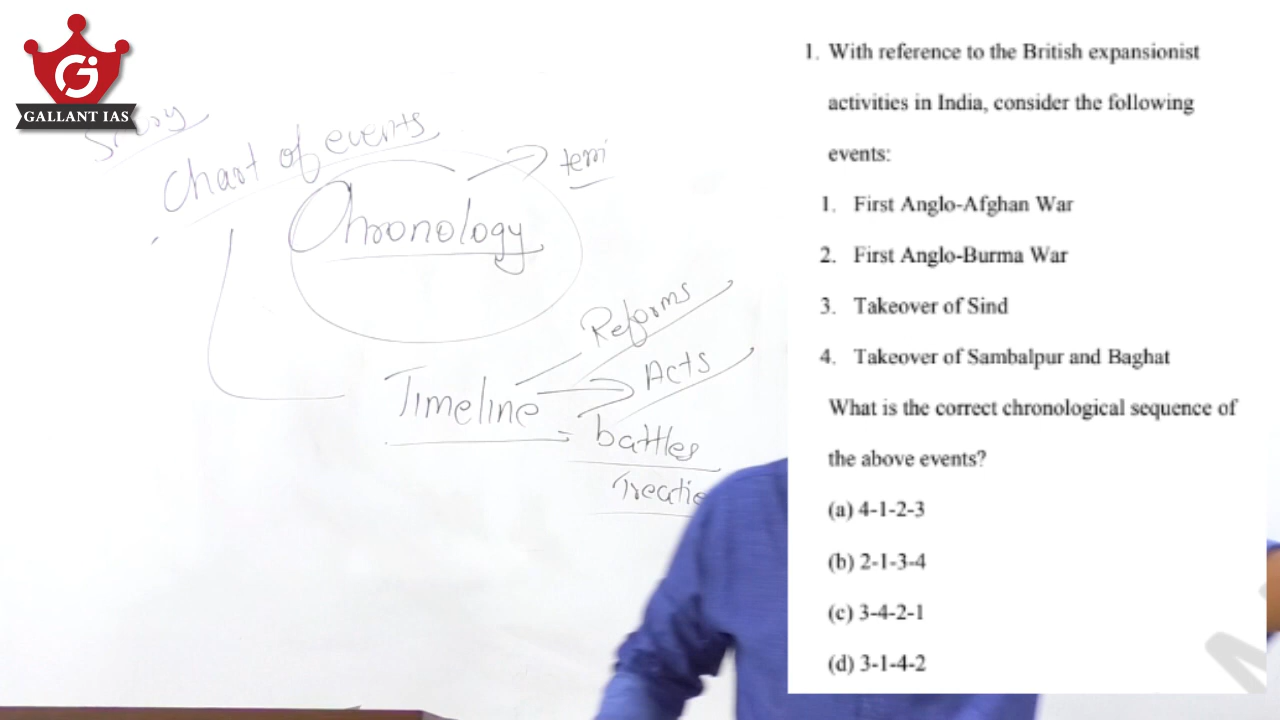 GALLANT IAS
Chart of events
Chronology
Timeline
Reforms
Acts
battles
1. With reference to the British expansionist
activities in India, consider the following
events:
1. First Anglo-Afghan War
2. First Anglo-Burma War
3. Takeover of Sind
4. Takeover of Sambalpur and Baghat
What is the correct chronological sequence of
the above events?
(a) 4-1-2-3
(b) 2-1-3-4
(c) 3-4-2-1
(d) 3-1-4-2